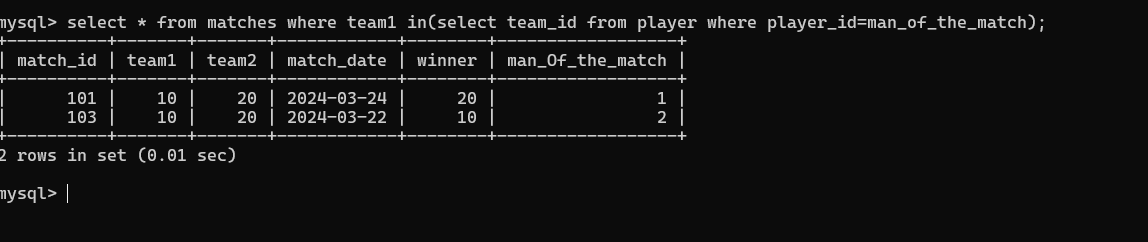 mysql> select * from matches where team1 in(select team_id from player where player_id=man_of_the_match);
+----------+-------+-------+------------+--------+------------------+
| match_id | team1 | team2 | match_date | winner | man_Of_the_match |
+----------+-------+-------+------------+--------+------------------+
|      101 |    10 |    20 | 2024-03-24 |     20 |                1 |
|      103 |    10 |    20 | 2024-03-22 |     10 |                2 |
+----------+-------+-------+------------+--------+------------------+
2 rows in set (0.01 sec)
mysql>